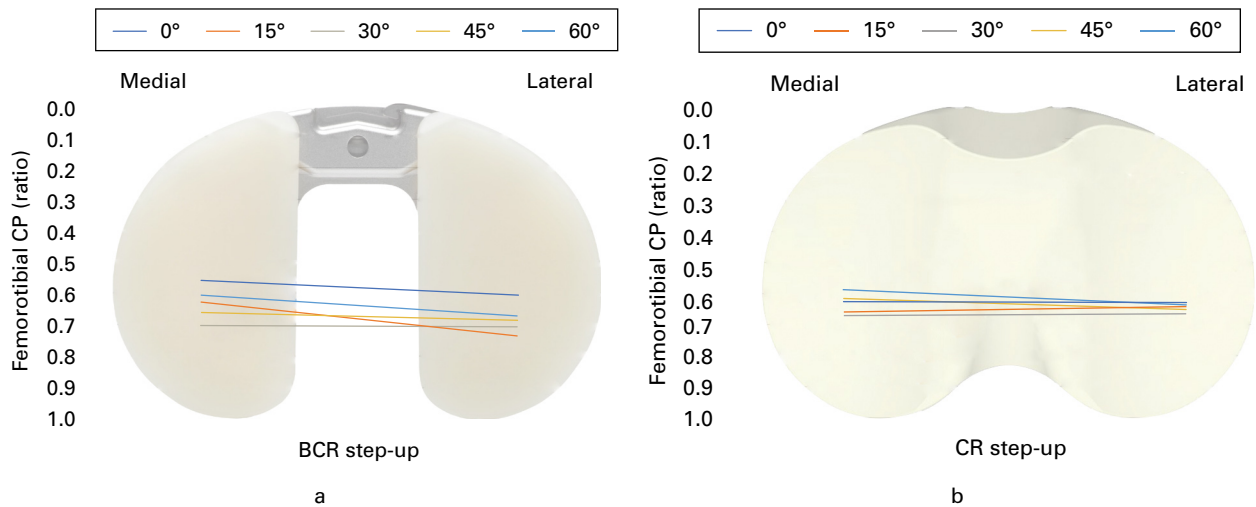 0° 15° 30° 45° 60°
Medial Lateral
Femorotibial CP (ratio)
0.0
0.1
0.2
0.3
0.4
0.5
0.6
0.7
0.8
0.9
1.0
BCR step-up
a
0° 15° 30° 45° 60°
Medial Lateral
Femorotibial CP (ratio)
0.0
0.1
0.2
0.3
0.4
0.5
0.6
0.7
0.8
0.9
1.0
CR step-up
b